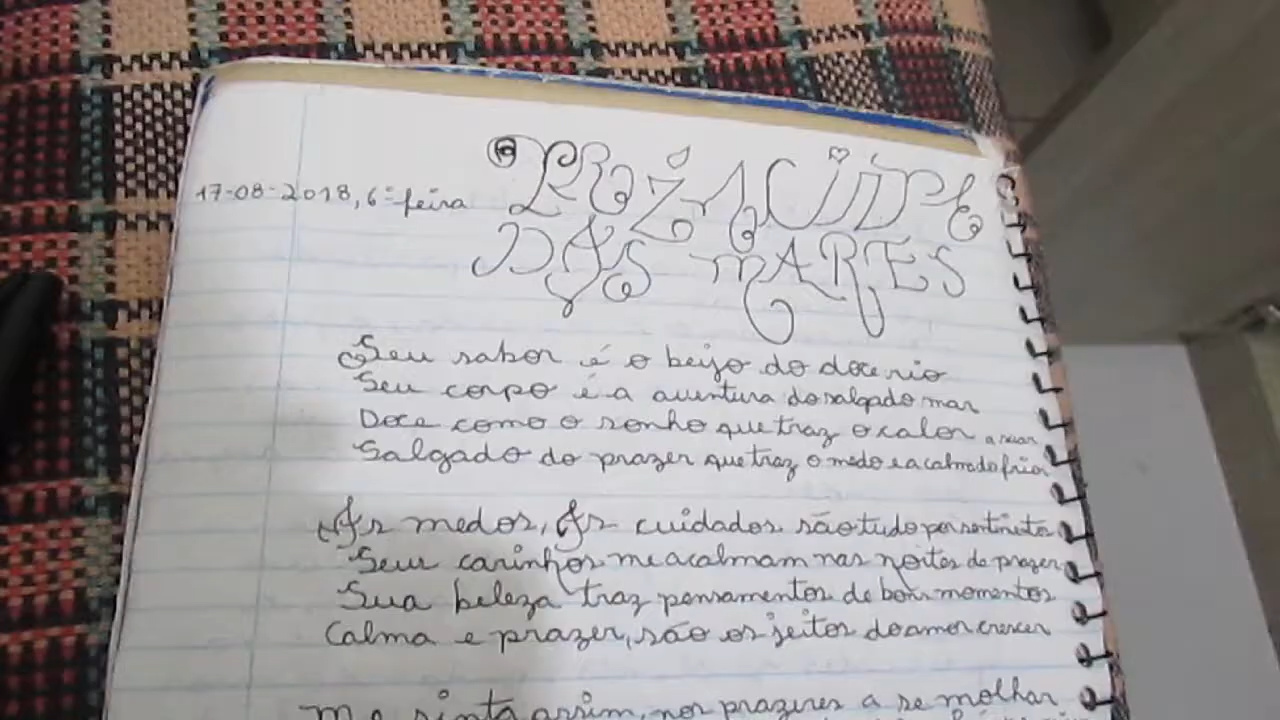 17-08-2018, 6ª-feira
DAS MARES
Seu sabor é o beijo do doce rio
Seu corpo é a aventura do salgado mar
Doce como o sonho que traz o calor a suar
Salgado do prazer que traz o medo e a calma do frio
Os medos, Os cuidados são tudo por sentimentos
Seus carinhos me acalmam nas noites de prazer
Sua beleza traz pensamentos de bons momentos
Calma e prazer, são os jeitos do amor crescer
Me sinta assim, nos prazeres a se molhar